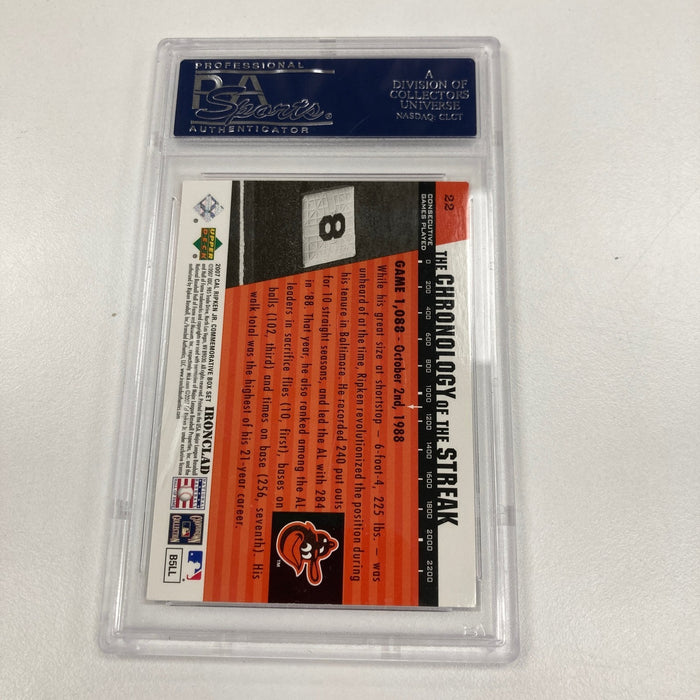 PROFESSIONAL
PSA
Sports®
AUTHENTICATOR
A
DIVISION OF
COLLECTORS
UNIVERSE
NASDAQ: CLCT
22
CONSECUTIVE
GAMES PLAYED
0 200 400 600 800 1000 1200 1400 1600 1800 2000 2200
THE CHRONOLOGY OF THE STREAK
GAME 1,088 - October 2nd, 1988
While his great size at shortstop – 6-foot 4, 225 lbs. – was
unheard of at the time, Ripken revolutionized the position during
his tenure in Baltimore. He recorded 240 put outs
for 10 straight seasons, and led the AL with 284
in '88. That year, he also ranked among the AL
leaders in sacrifice flies (10, first), bases on
balls (102, third) and times on base (256, seventh). His
walk total was the highest of his 21-year career.
8
TM
UPPER
DECK
2007 CAL RIPKEN JR. COMMEMORATIVE BOX SET IRONCLAD
COOPERSTOWN
COLLECTION
B5LL